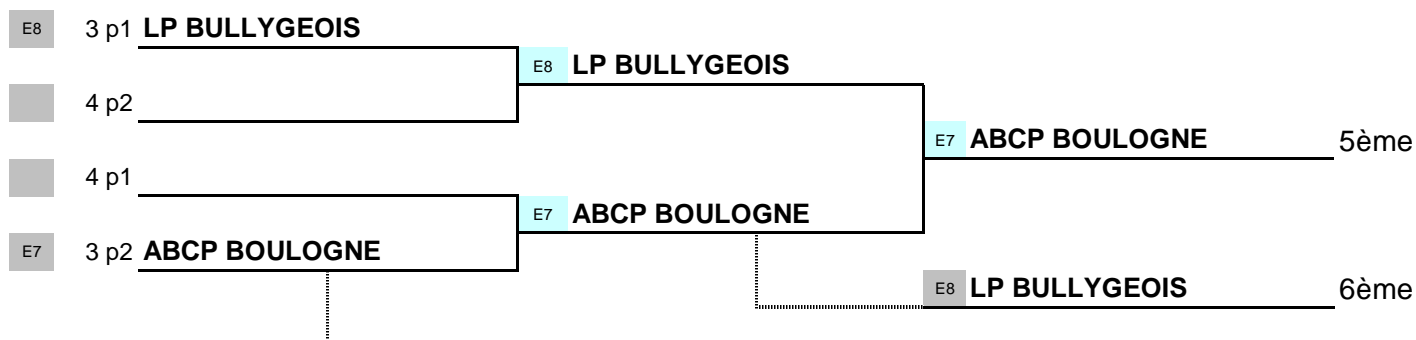 E8 3 p1 LP BULLYGEOIS
E8 LP BULLYGEOIS
4 p2
E7 ABCP BOULOGNE 5ème
4 p1
E7 ABCP BOULOGNE
E7 3 p2 ABCP BOULOGNE
E8 LP BULLYGEOIS 6ème